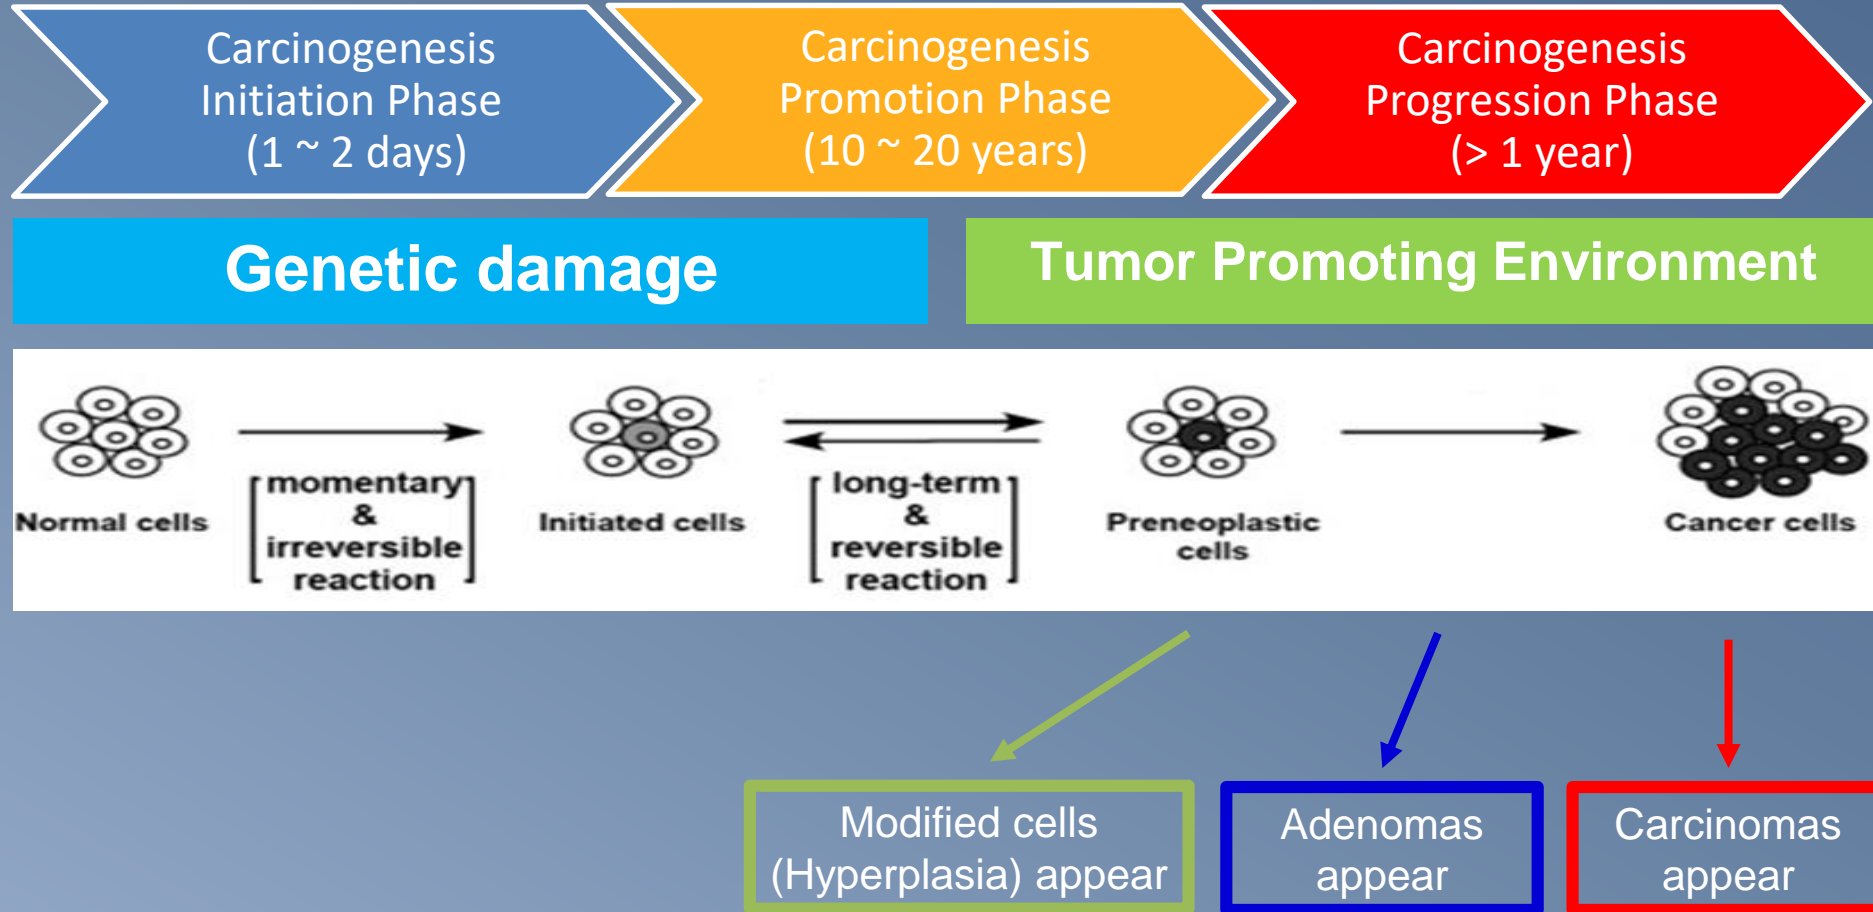 Carcinogenesis
Initiation Phase
(1 ~ 2 days)
Carcinogenesis
Promotion Phase
(10 ~ 20 years)
Carcinogenesis
Progression Phase
(> 1 year)
Genetic damage
Tumor Promoting Environment
Normal cells
momentary
&
irreversible
reaction
Initiated cells
long-term
&
reversible
reaction
Preneoplastic
cells
Cancer cells
Modified cells
(Hyperplasia) appear
Adenomas
appear
Carcinomas
appear